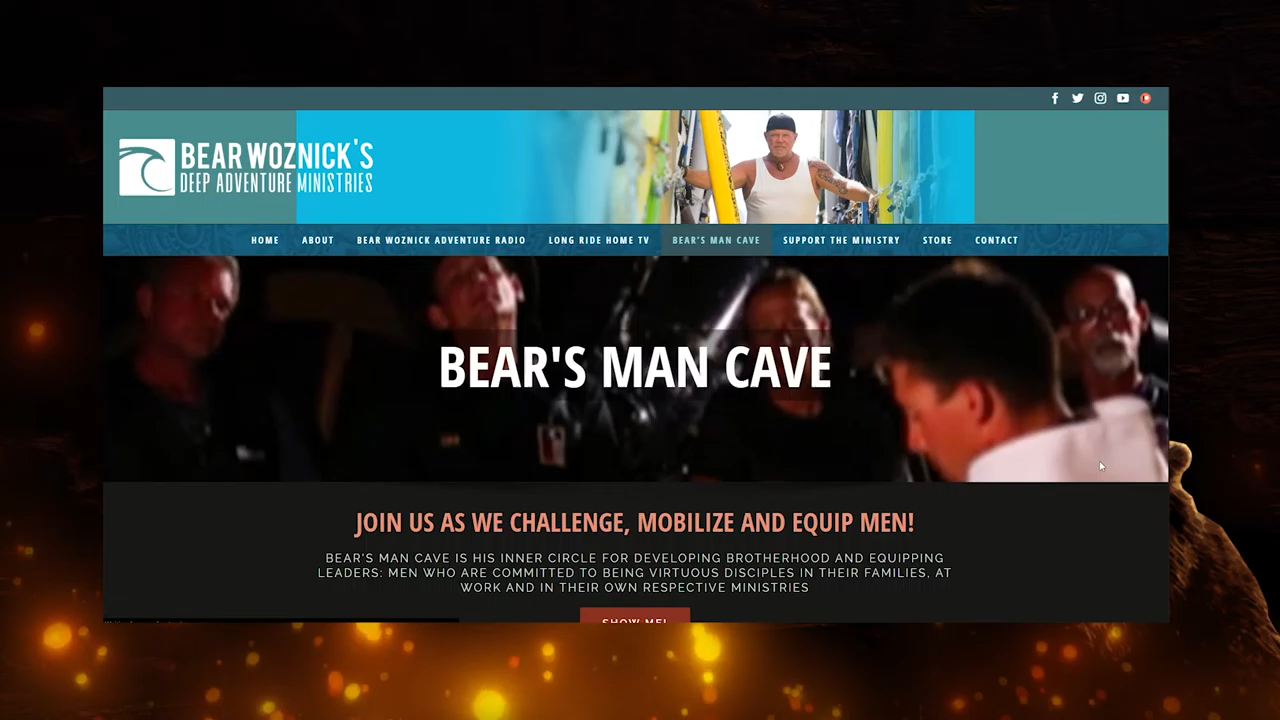 BEAR WOZNICK'S
DEEP ADVENTURE MINISTRIES
HOME ABOUT BEAR WOZNICK ADVENTURE RADIO LONG RIDE HOME TV BEAR'S MAN CAVE SUPPORT THE MINISTRY STORE CONTACT
BEAR'S MAN CAVE
JOIN US AS WE CHALLENGE, MOBILIZE AND EQUIP MEN!
BEAR'S MAN CAVE IS HIS INNER CIRCLE FOR DEVELOPING BROTHERHOOD AND EQUIPPING
LEADERS: MEN WHO ARE COMMITTED TO BEING VIRTUOUS DISCIPLES IN THEIR FAMILIES, AT
WORK AND IN THEIR OWN RESPECTIVE MINISTRIES
SHOW ME!